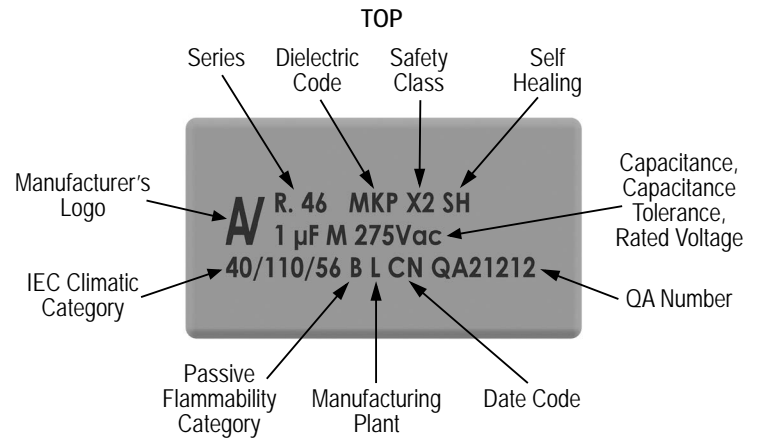 TOP
Series
Dielectric
Code
Safety
Class
Self
Healing
Manufacturer's
Logo
R. 46 MKP X2 SH
1 µF M 275Vac
40/110/56 B L CN QA21212
Capacitance,
Capacitance
Tolerance,
Rated Voltage
IEC Climatic
Category
QA Number
Passive
Flammability
Category
Manufacturing
Plant
Date Code